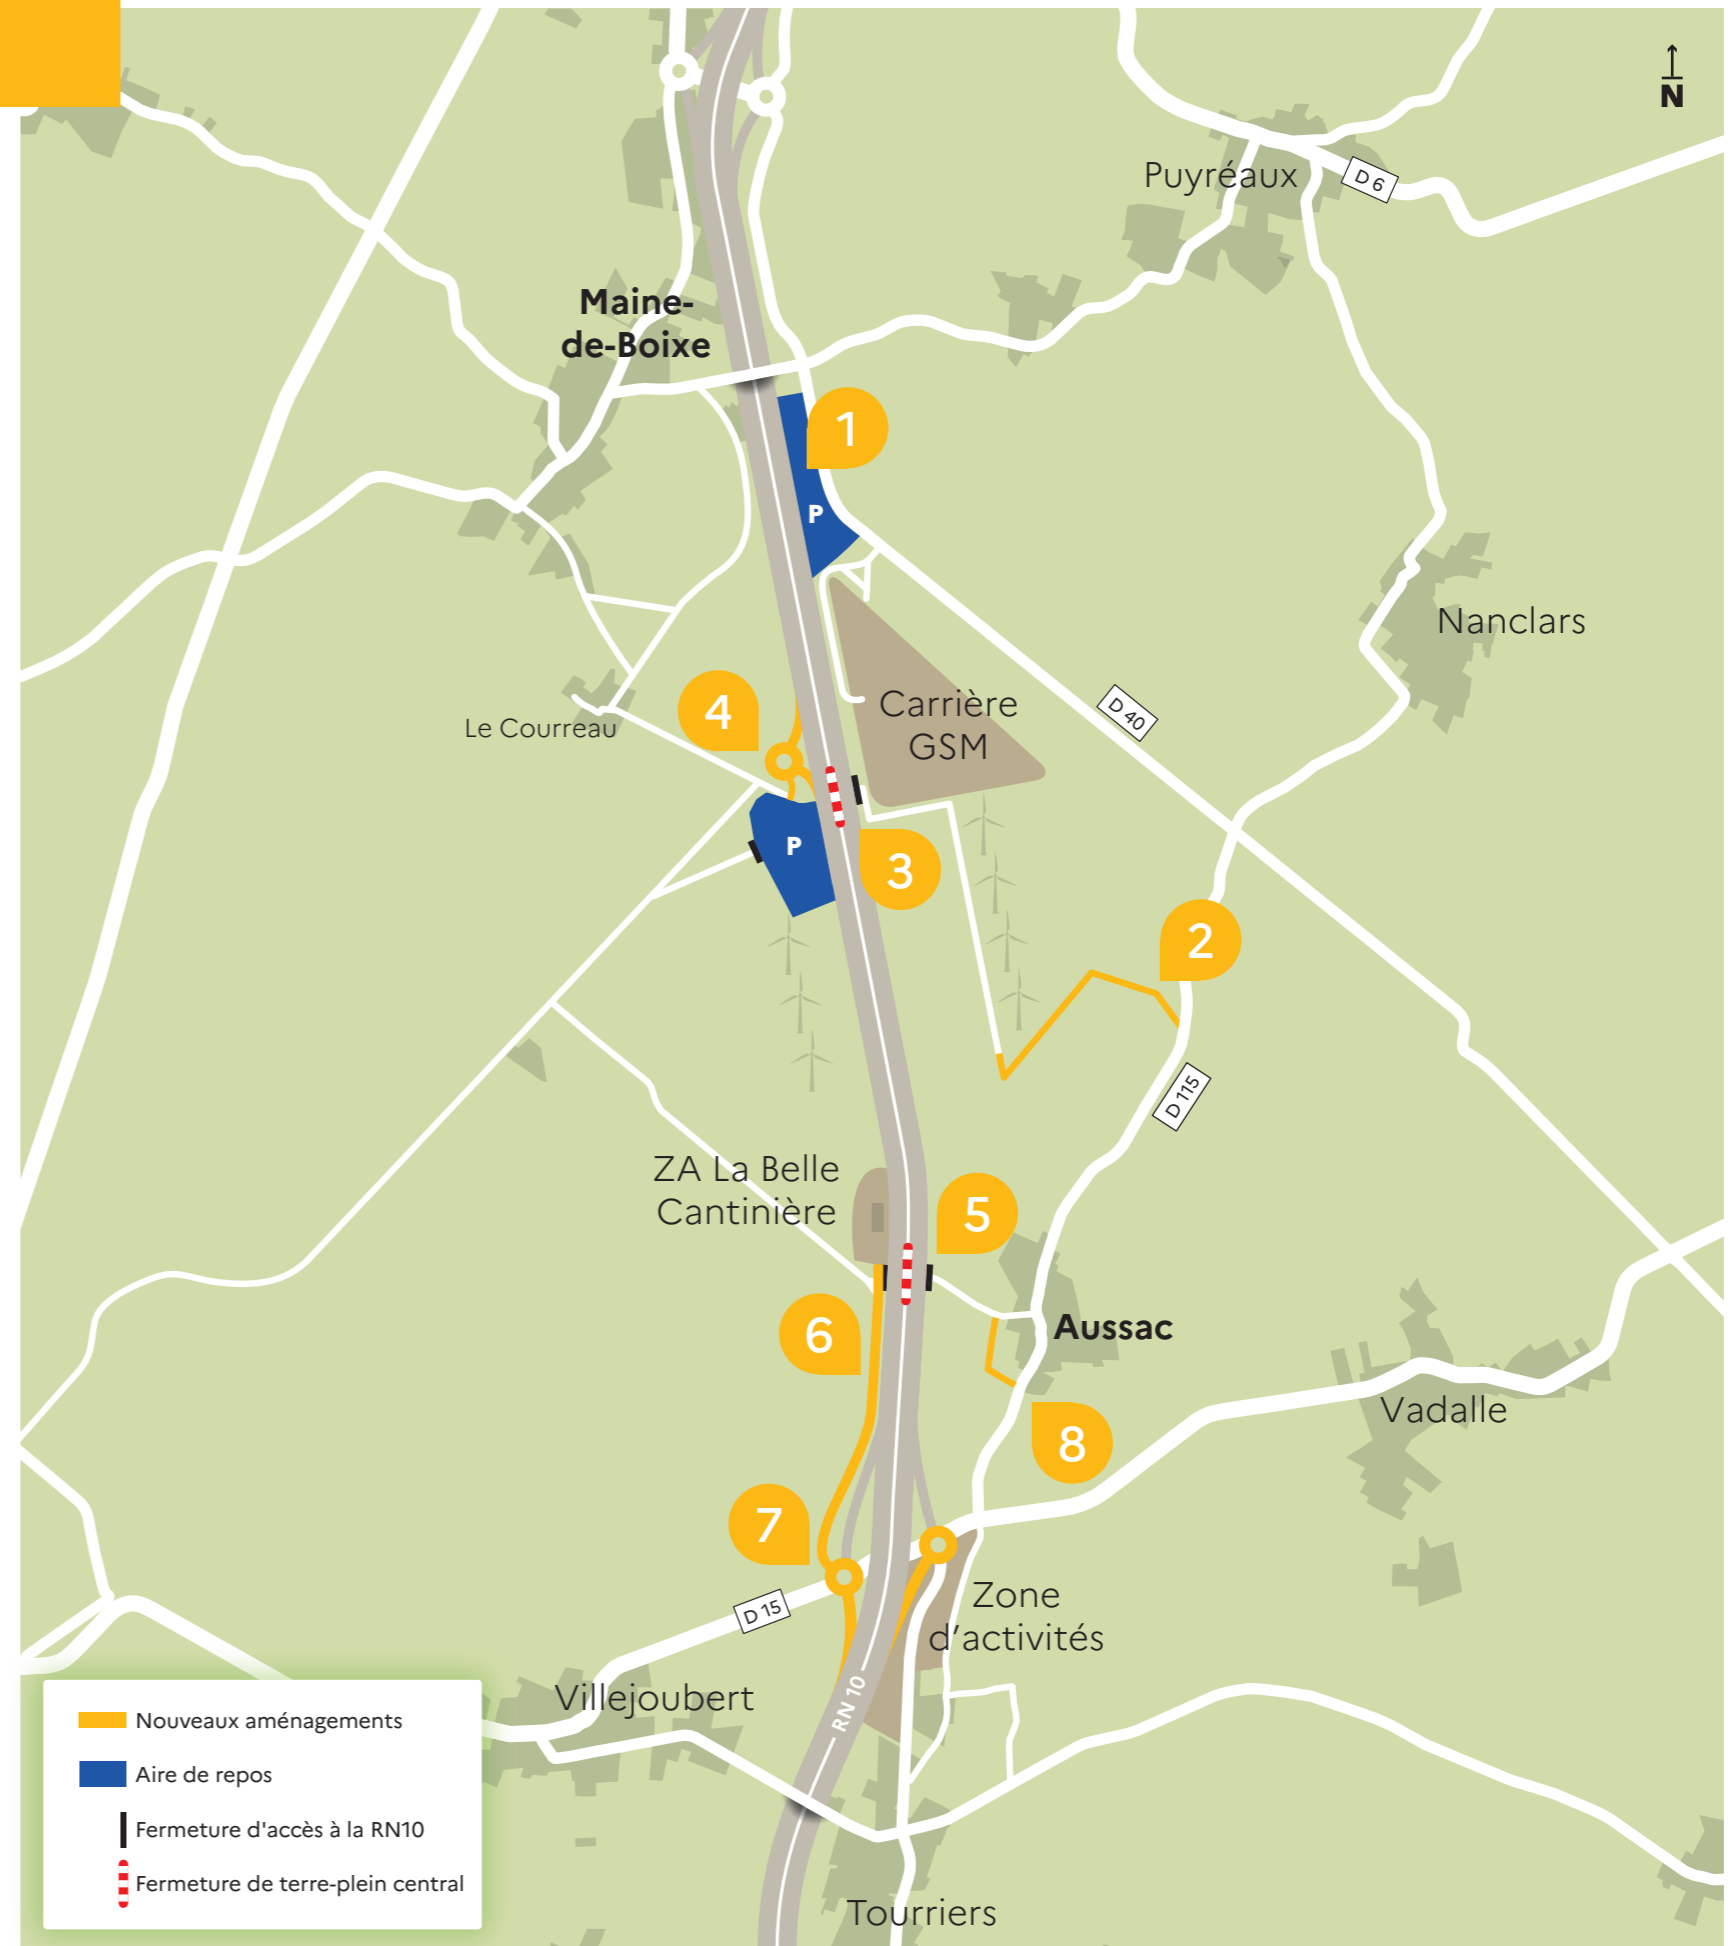 N
Puyréaux
D 6
Maine-
de-Boixe
1
P
Nanclars
4
Carrière
GSM
D 40
Le Courreau
P
3
2
D 115
ZA La Belle
Cantinière
5
6
Aussac
Vadalle
8
7
D 15
Zone
d'activités
RN 10
Villejoubert
Tourriers
Nouveaux aménagements
Aire de repos
Fermeture d'accès à la RN10
Fermeture de terre-plein central